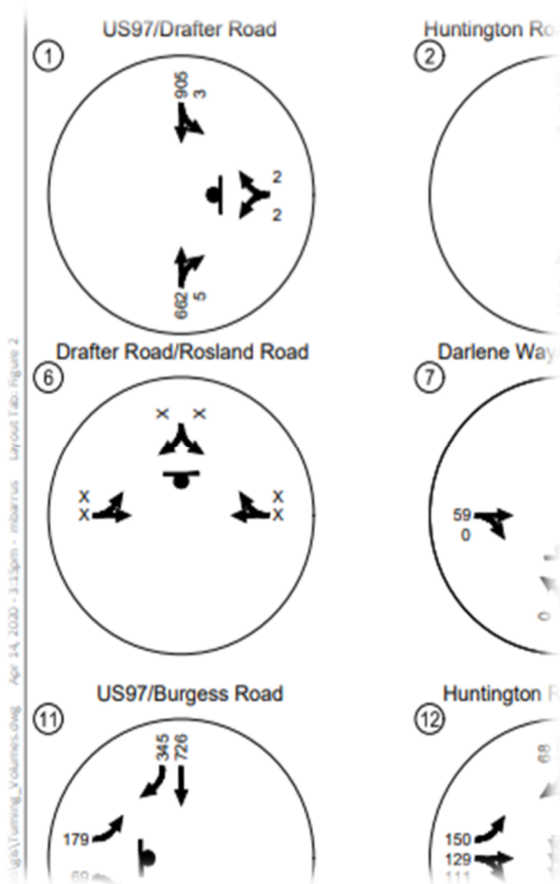 US97/Drafter Road
Huntington
1
2
905
3
2
2
662
5
Drafter Road/Rosland Road
Darlene Way
6
7
X X
X
X
X
X
59
0
0
US97/Burgess Road
Huntington
11
12
345
726
68
179
150
129
111
69
Turning_Volumes.dwg Apr 14, 2020 - 3:15pm - mbarrus Layout Tab: Figure 2